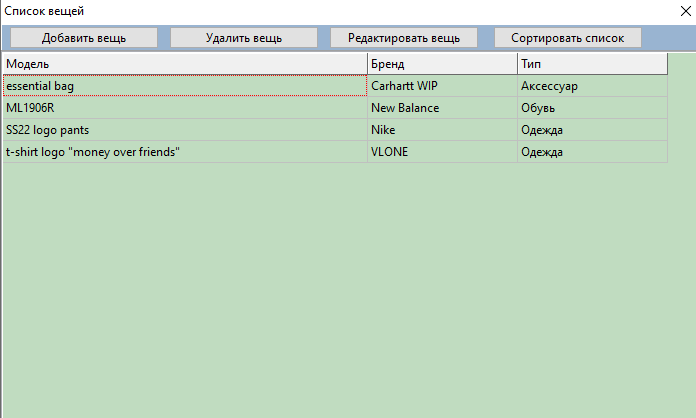 Список вещей
Добавить вещь Удалить вещь Редактировать вещь Сортировать список
Модель Бренд Тип
essential bag Carhartt WIP Аксессуар
ML1906R New Balance Обувь
SS22 logo pants Nike Одежда
t-shirt logo "money over friends" VLONE Одежда